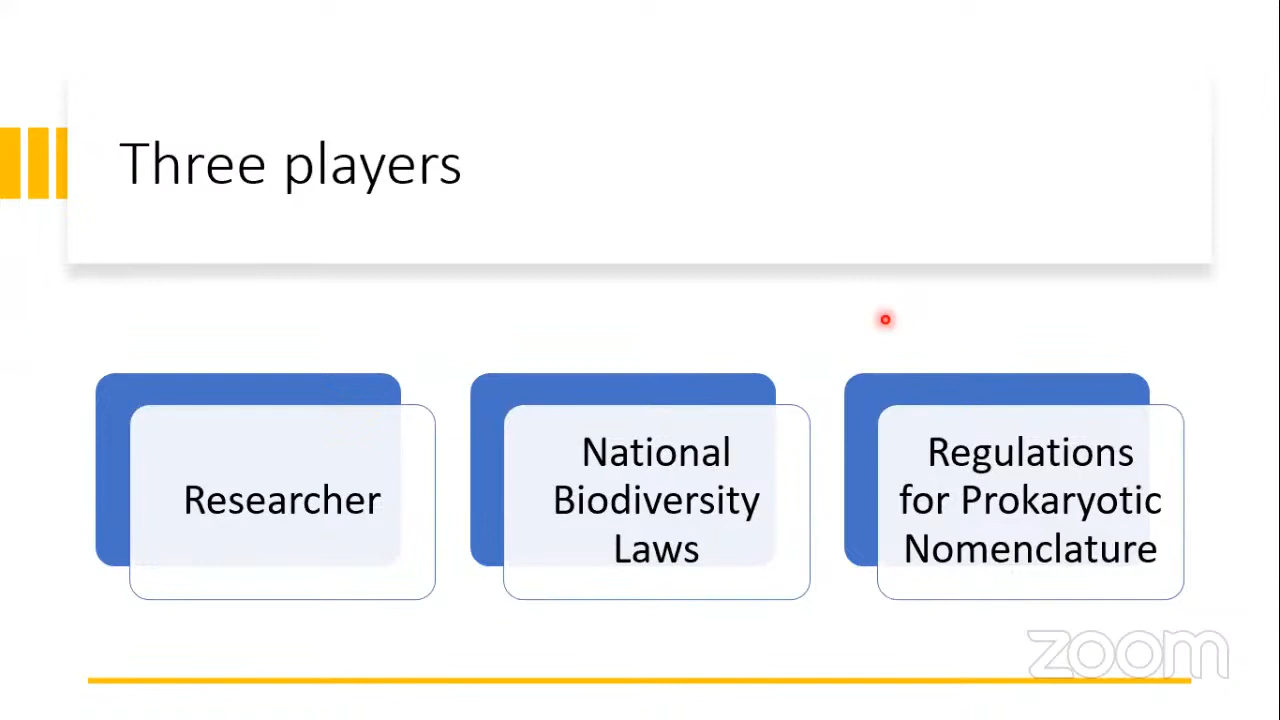 Three players
Researcher
National
Biodiversity
Laws
Regulations
for Prokaryotic
Nomenclature
zoom